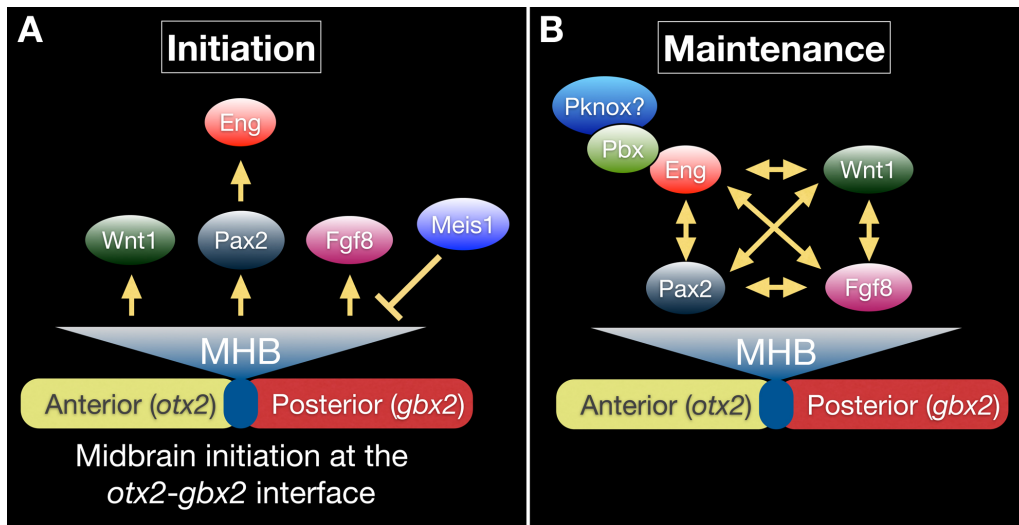 A
Initiation
Eng
Wnt1
Pax2
Fgf8
Meis1
MHB
Anterior (otx2)
Posterior (gbx2)
Midbrain initiation at the
otx2-gbx2 interface
B
Maintenance
Pknox?
Pbx
Eng
Wnt1
Pax2
Fgf8
MHB
Anterior (otx2)
Posterior (gbx2)